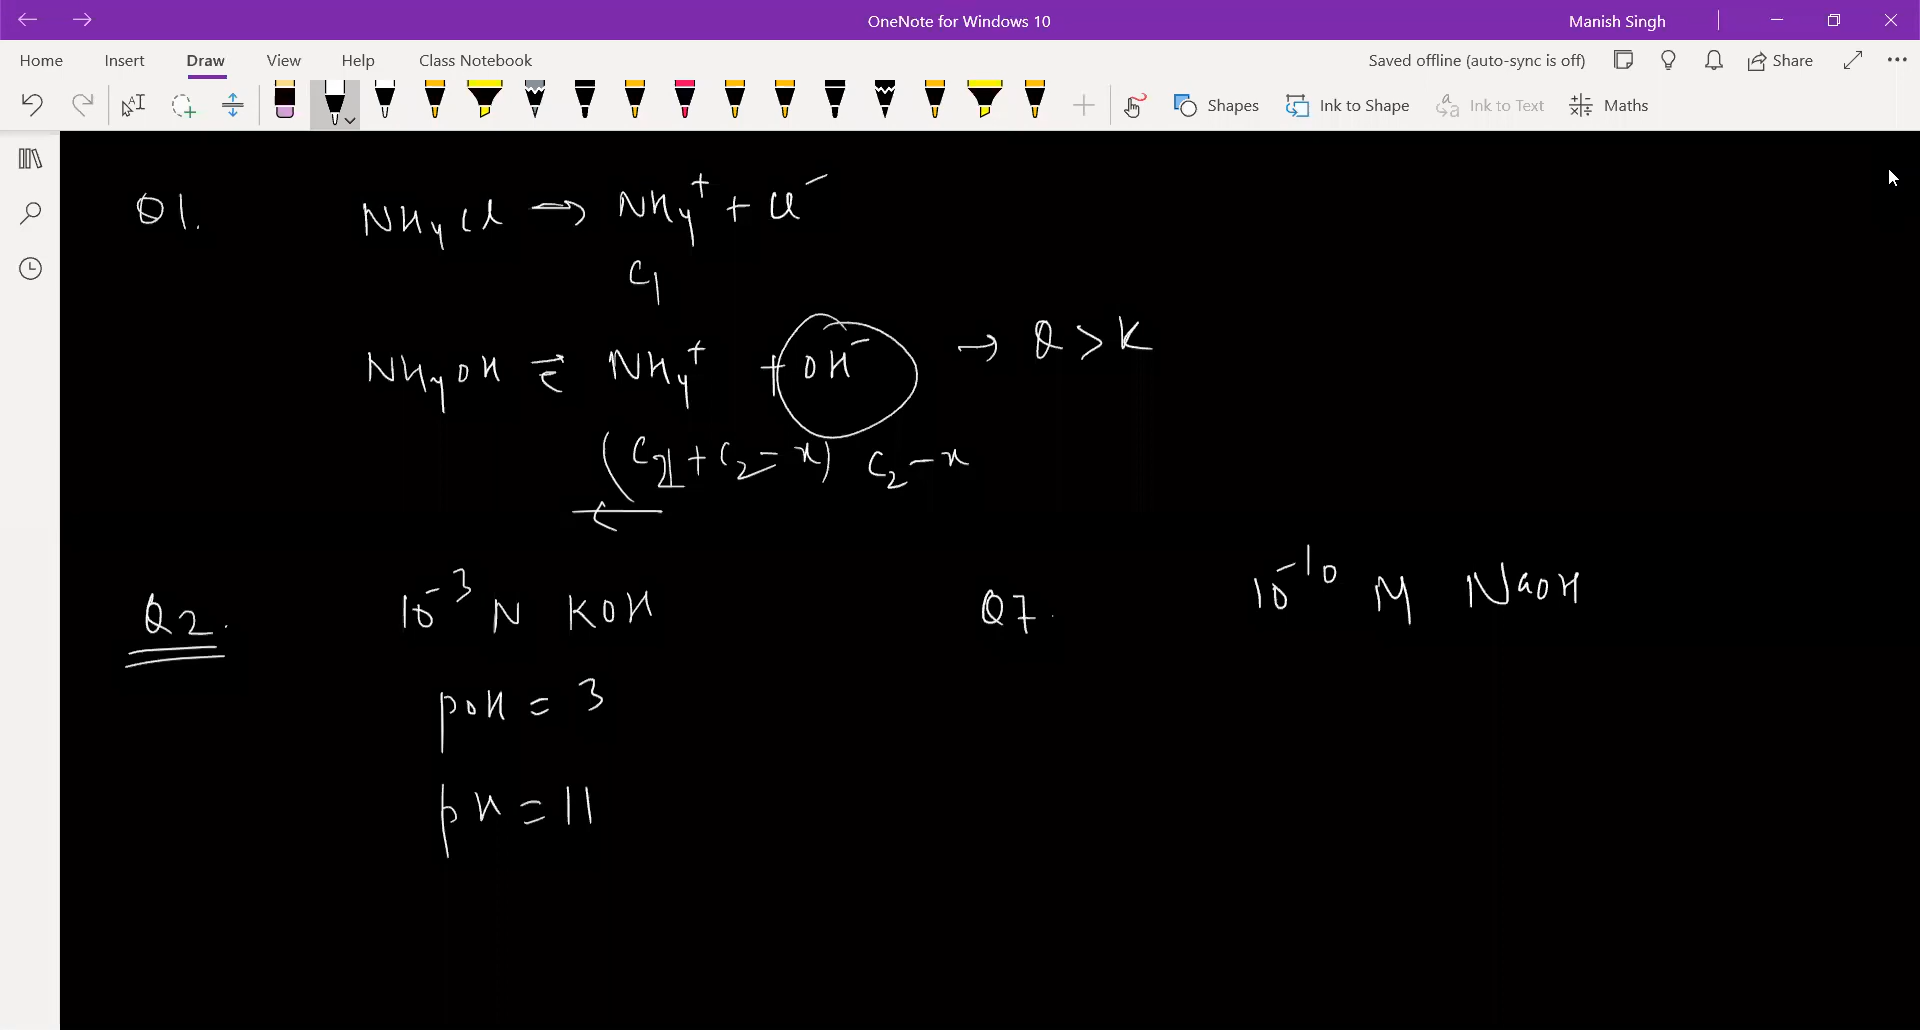 OneNote for Windows 10
Manish Singh
Home Insert Draw View Help Class Notebook
Saved offline (auto-sync is off) Share
Shapes Ink to Shape Ink to Text Maths
Q1. NH₄Cl → NH₄⁺ + Cl⁻
C₁
NH₄OH ⇌ NH₄⁺ + OH⁻ → Q > K
(C₁ + C₂ - x) C₂ - x
←
Q2. 10⁻³ N KOH
pOH = 3
pH = 11
Q7. 10⁻¹⁰ M NaOH